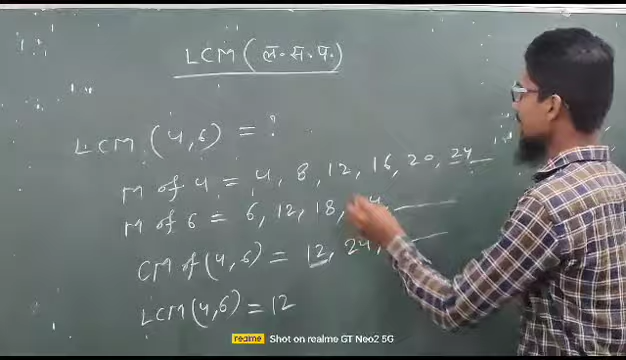 LCM (ल॰स॰प॰)
LCM (4,6) = ?
M of 4 = 4, 8, 12, 16, 20, 24
M of 6 = 6, 12, 18,
CM of (4,6) = 12, 24,
LCM (4,6) = 12
realme Shot on realme GT Neo2 5G